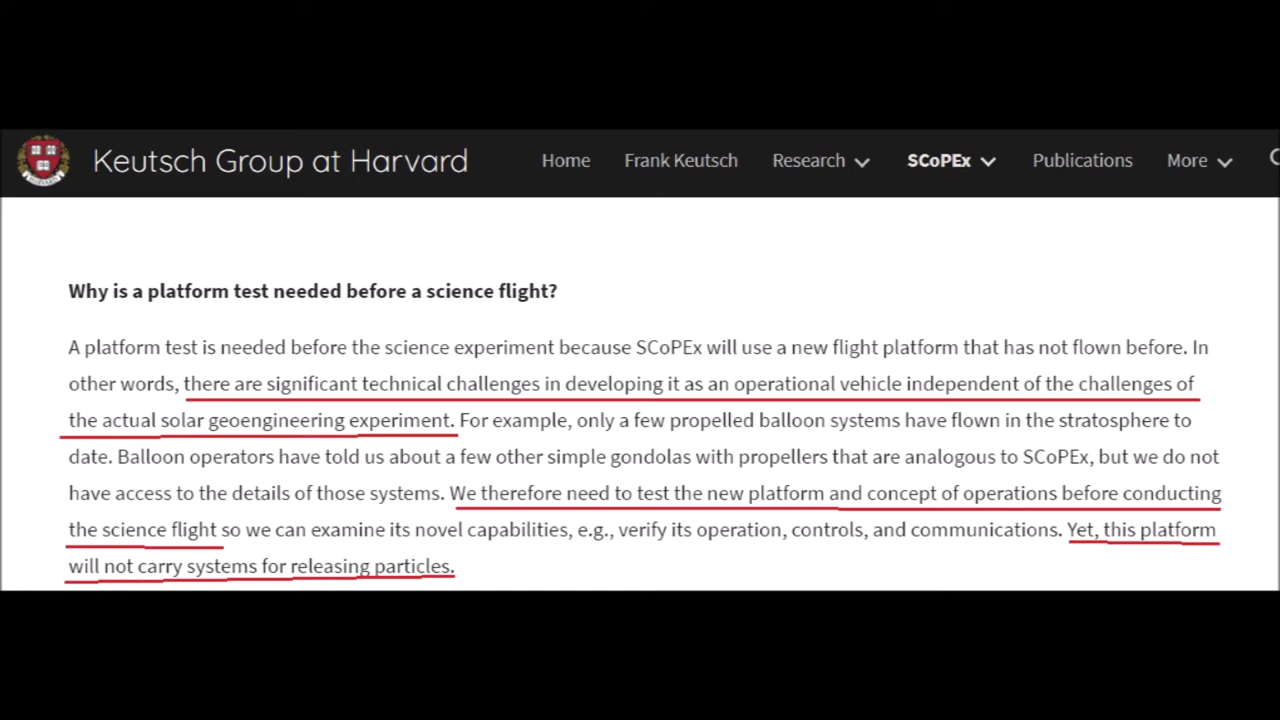 Keutsch Group at Harvard Home Frank Keutsch Research SCoPEx Publications More
Why is a platform test needed before a science flight?
A platform test is needed before the science experiment because SCoPEx will use a new flight platform that has not flown before. In
other words, there are significant technical challenges in developing it as an operational vehicle independent of the challenges of
the actual solar geoengineering experiment. For example, only a few propelled balloon systems have flown in the stratosphere to
date. Balloon operators have told us about a few other simple gondolas with propellers that are analogous to SCoPEx, but we do not
have access to the details of those systems. We therefore need to test the new platform and concept of operations before conducting
the science flight so we can examine its novel capabilities, e.g., verify its operation, controls, and communications. Yet, this platform
will not carry systems for releasing particles.